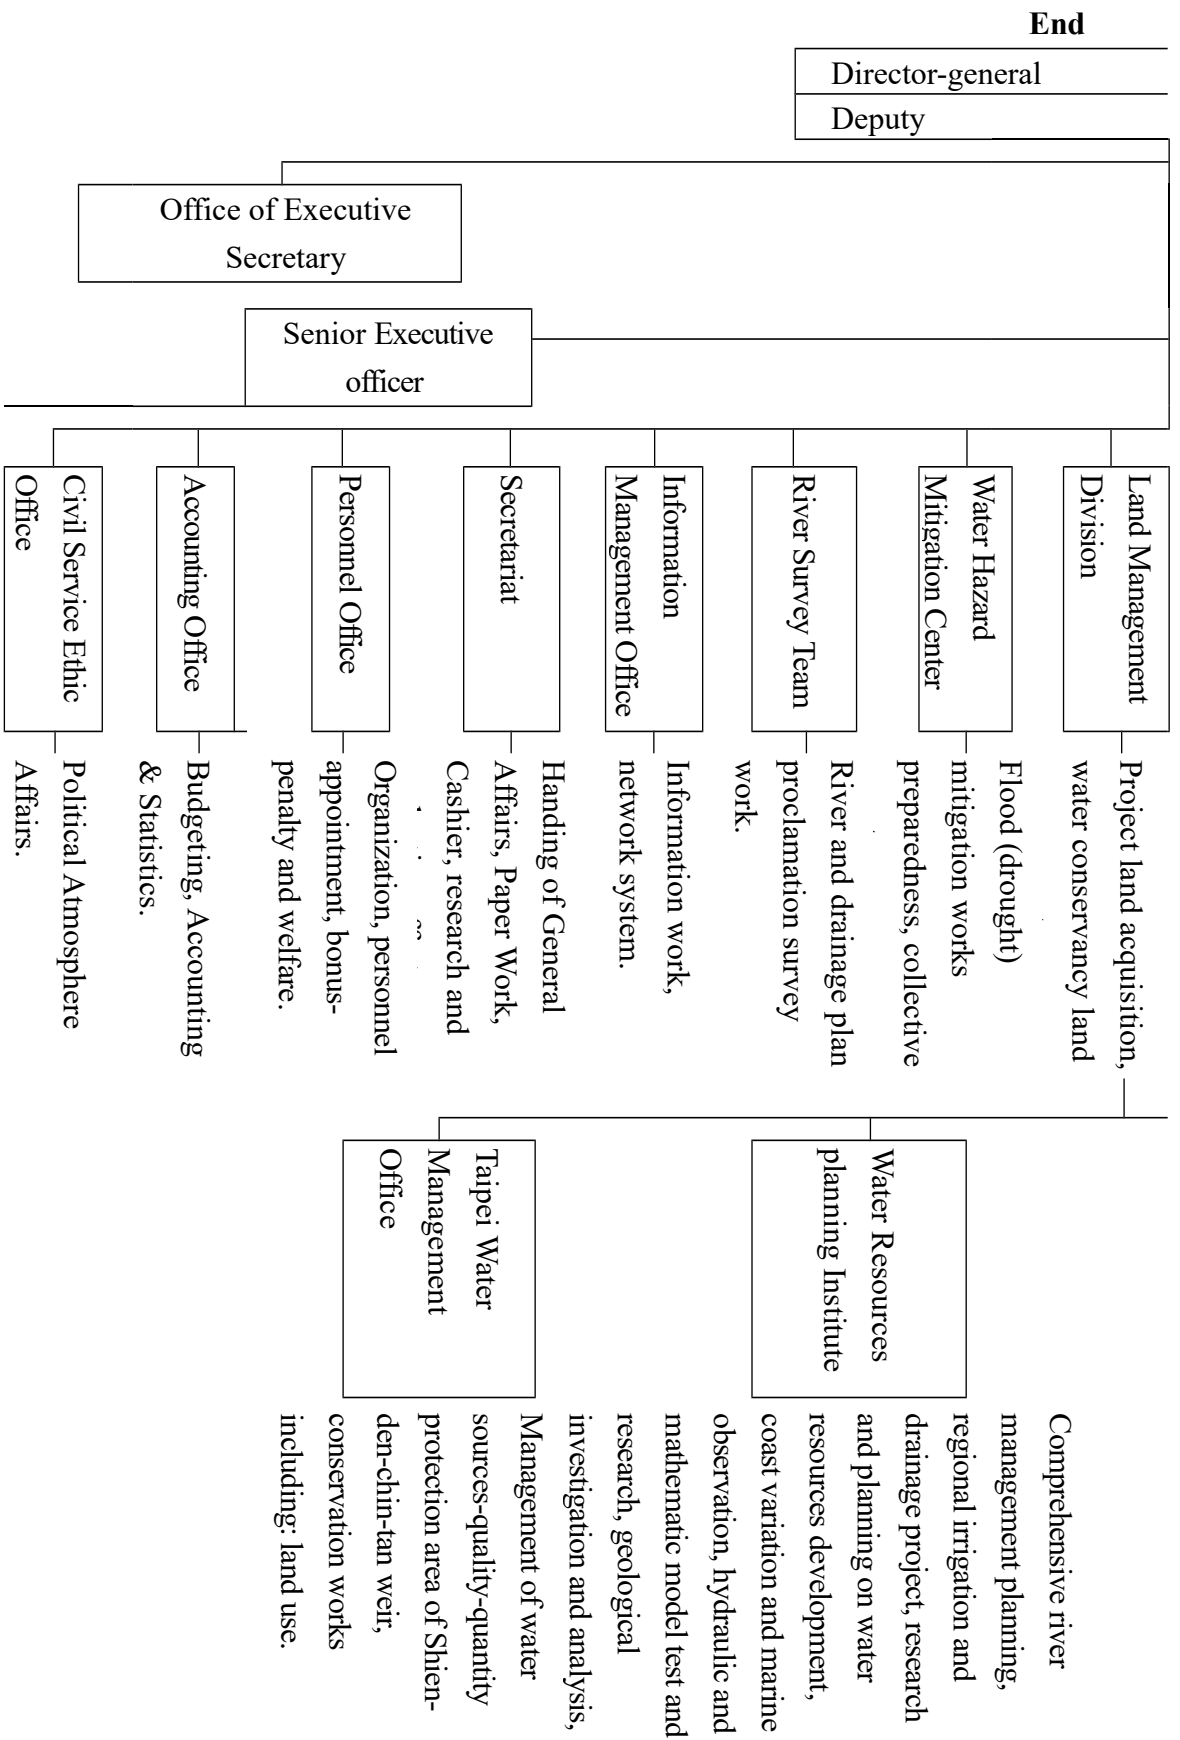 End
Director-general
Deputy
Office of Executive
Secretary
Senior Executive
officer
Land Management
Division
Water Hazard
Mitigation Center
River Survey Team
Information
Management Office
Secretariat
Personnel Office
Accounting Office
Civil Service Ethic
Office
Project land acquisition,
water conservancy land
Flood (drought)
mitigation works
preparedness, collective
River and drainage plan
proclamation survey
work.
Information work,
network system.
Handing of General
Affairs, Paper Work,
Cashier, research and
Organization, personnel
appointment, bonus-
penalty and welfare.
Budgeting, Accounting
& Statistics.
Political Atmosphere
Affairs.
Water Resources
planning Institute
Taipei Water
Management
Office
Comprehensive river
management planning,
regional irrigation and
drainage project, research
and planning on water
resources development,
coast variation and marine
observation, hydraulic and
mathematic model test and
research, geological
investigation and analysis,
Management of water
sources-quality-quantity
protection area of Shien-
den-chin-tan weir,
conservation works
including: land use.